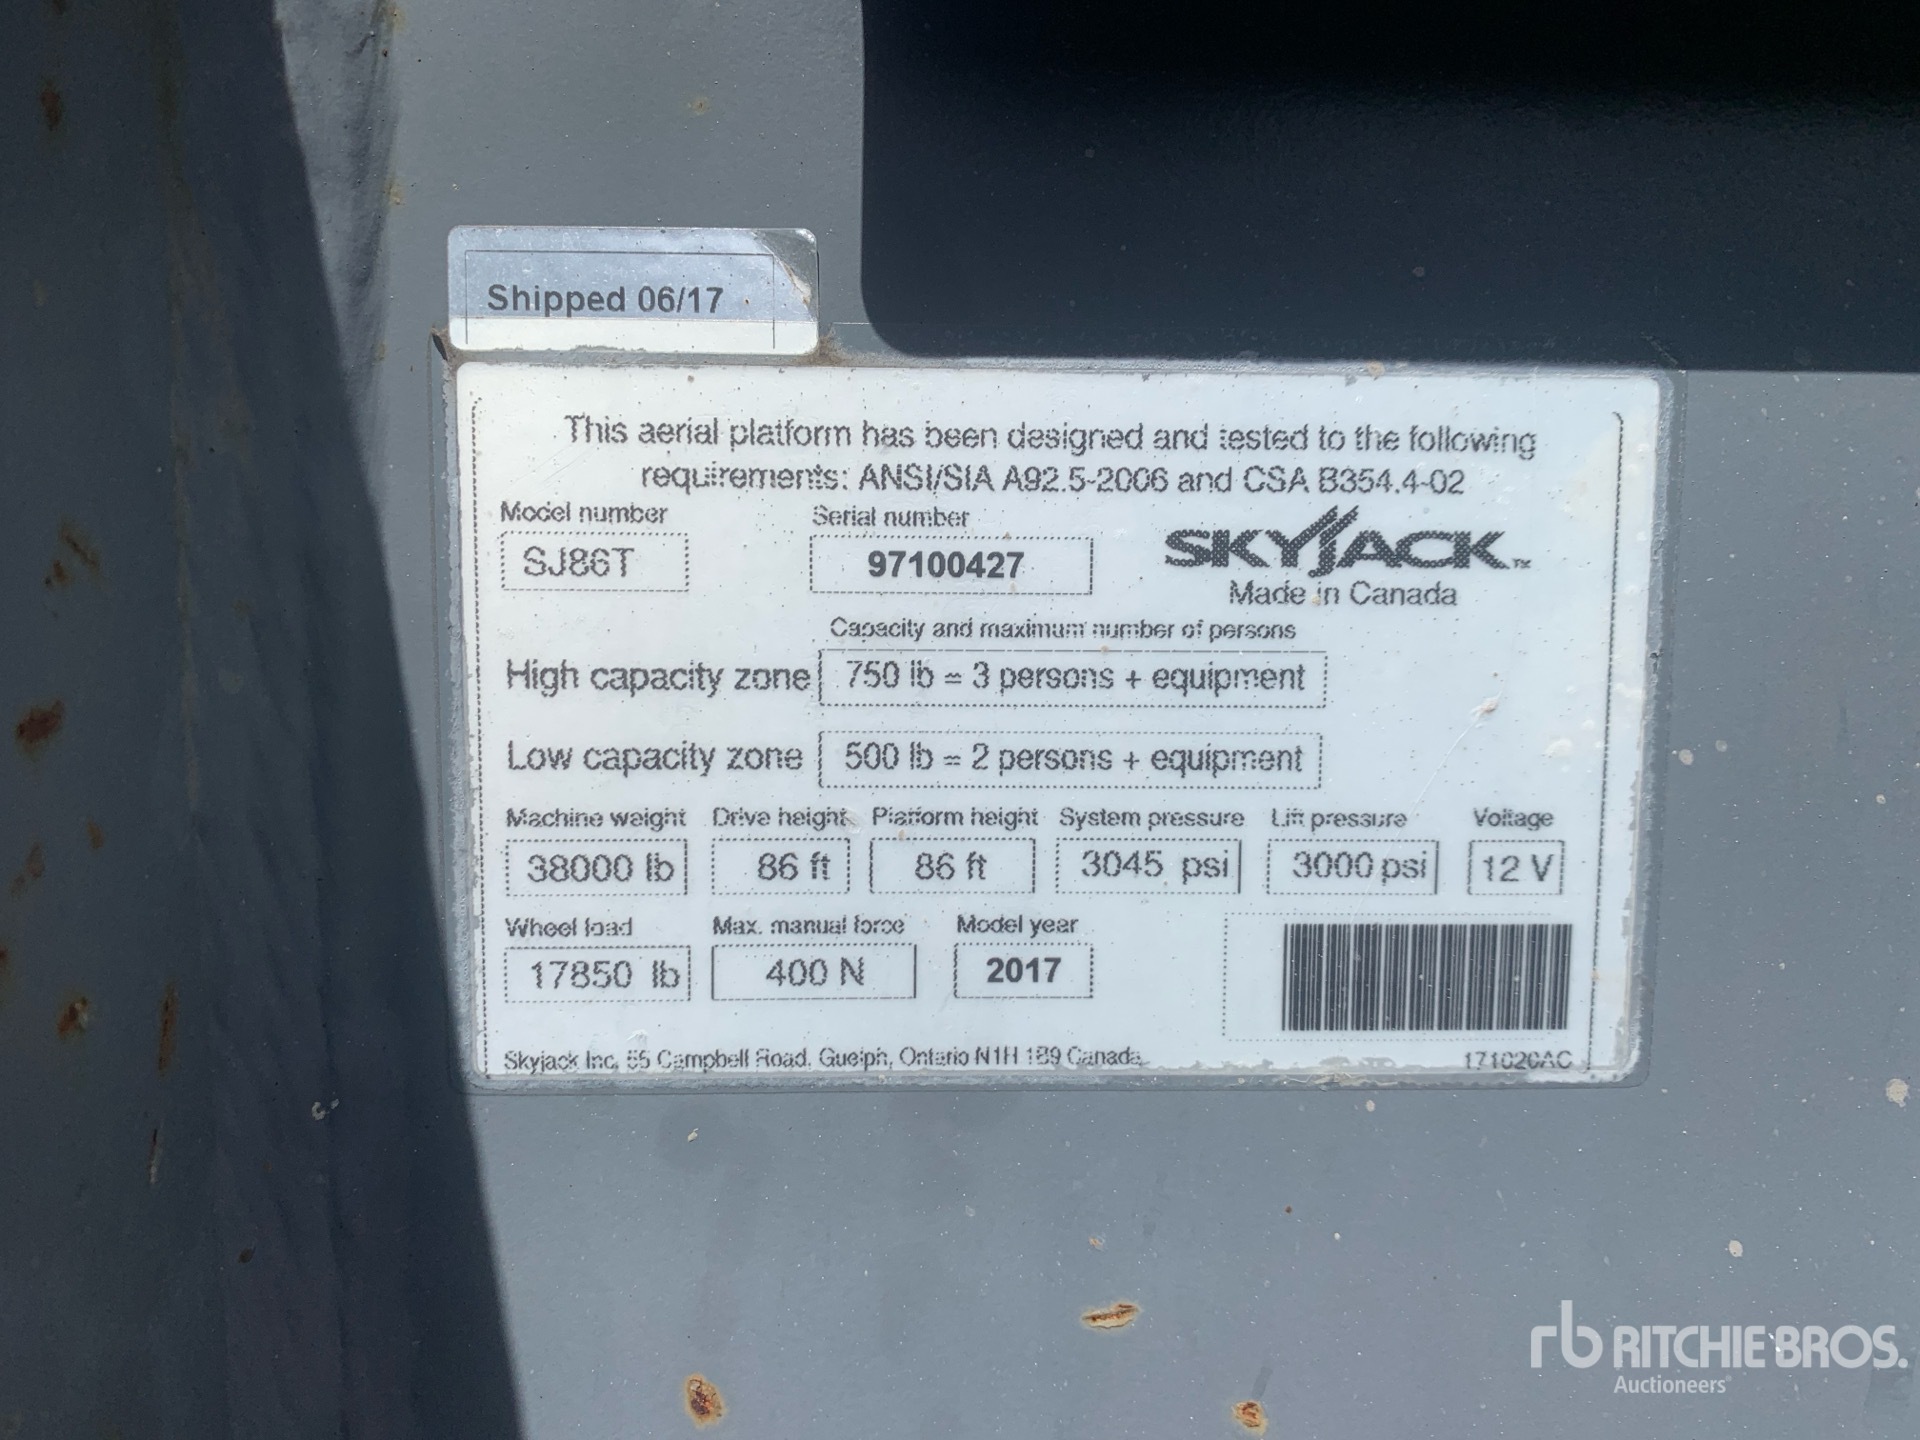 Shipped 06/17
This aerial platform has been designed and tested to the following
requirements: ANSI/SIA A92.5-2006 and CSA B354.4-02
Model number Serial number
SJ86T 97100427 SKYJACK™
Made in Canada
Capacity and maximum number of persons
High capacity zone 750 lb = 3 persons + equipment
Low capacity zone 500 lb = 2 persons + equipment
Machine weight Drive height Platform height System pressure Lift pressure Voltage
38000 lb 86 ft 86 ft 3045 psi 3000 psi 12 V
Wheel load Max. manual force Model year
17850 lb 400 N 2017
Skyjack Inc. 55 Campbell Road, Guelph, Ontario N1H 1B9 Canada 171020AC
rb RITCHIE BROS.
Auctioneers